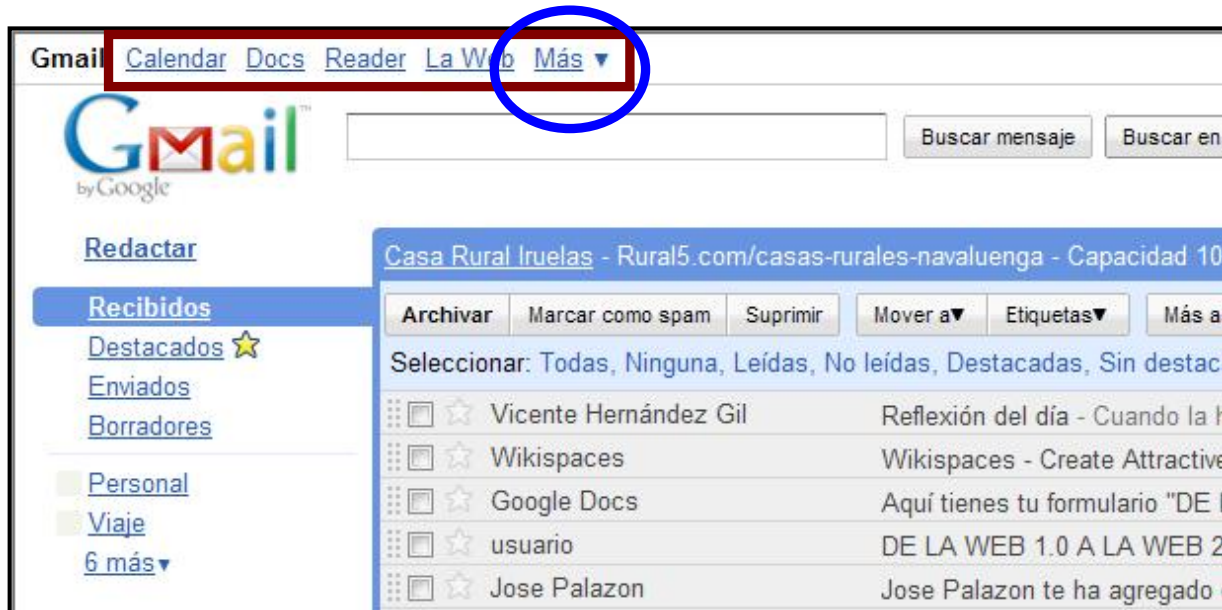 Gmail Calendar Docs Reader La Web Más ▼
Gmail™
by Google
Buscar mensaje Buscar en
Redactar
Casa Rural Iruelas - Rural5.com/casas-rurales-navaluenga - Capacidad 10
Recibidos
Archivar Marcar como spam Suprimir Mover a▼ Etiquetas▼ Más a
Destacados
Seleccionar: Todas, Ninguna, Leídas, No leídas, Destacadas, Sin destac
Enviados
Borradores
Vicente Hernández Gil Reflexión del día - Cuando la h
Wikispaces Wikispaces - Create Attractive
Personal
Google Docs Aquí tienes tu formulario "DE
Viaje
usuario DE LA WEB 1.0 A LA WEB 2
6 más▼
Jose Palazon Jose Palazon te ha agregado